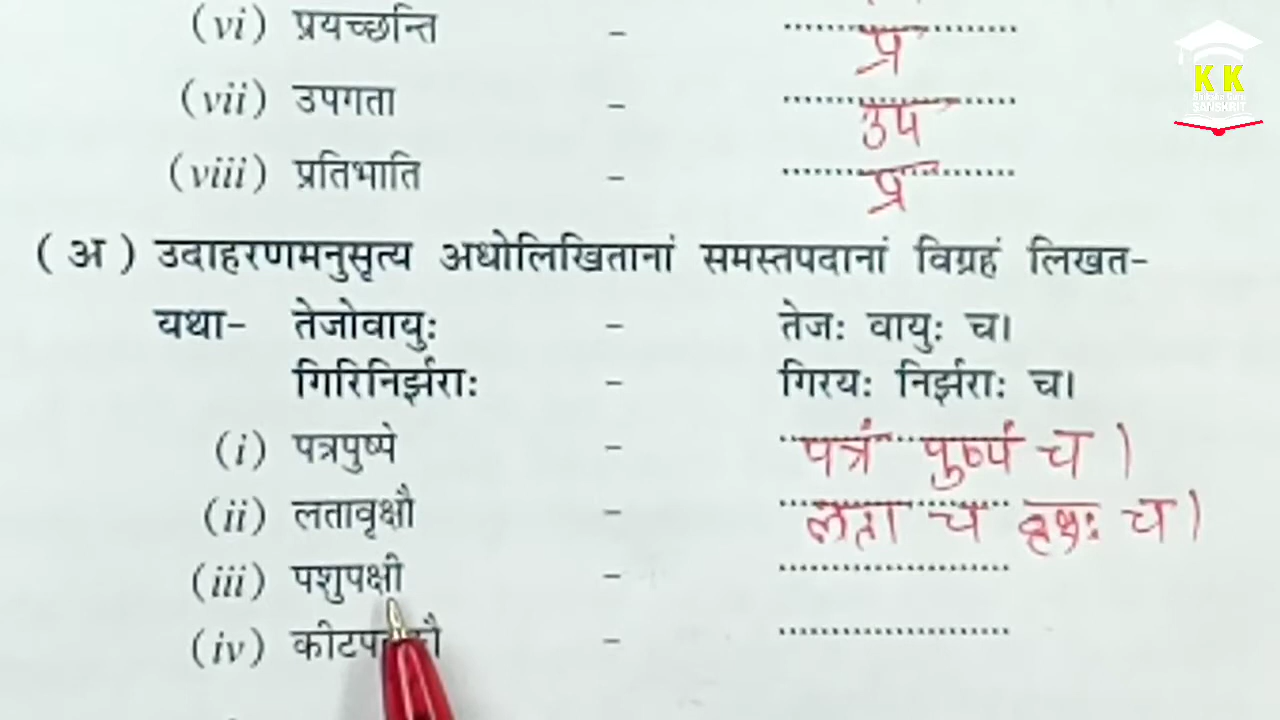 K K
SANSKRIT
(vi) प्रयच्छन्ति - प्र
(vii) उपगता - उप
(viii) प्रतिभाति - प्र
(अ) उदाहरणमनुसृत्य अधोलिखितानां समस्तपदानां विग्रहं लिखत-
यथा- तेजोवायुः - तेजः वायुः च।
गिरिनिर्झराः - गिरयः निर्झराः च।
(i) पत्रपुष्पे - पत्रं पुष्पं च।
(ii) लतावृक्षौ - लता च वृक्षः च।
(iii) पशुपक्षी -
(iv) -